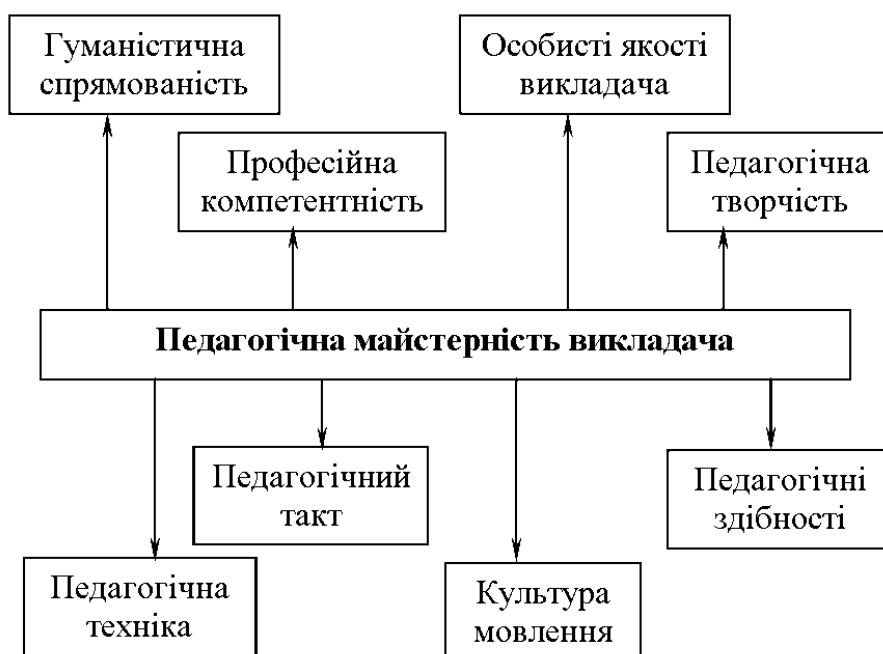 Гуманістична
спрямованість
Особисті якості
викладача
Професійна
компетентність
Педагогічна
творчість
Педагогічна майстерність викладача
Педагогічний
такт
Педагогічні
здібності
Педагогічна
техніка
Культура
мовлення